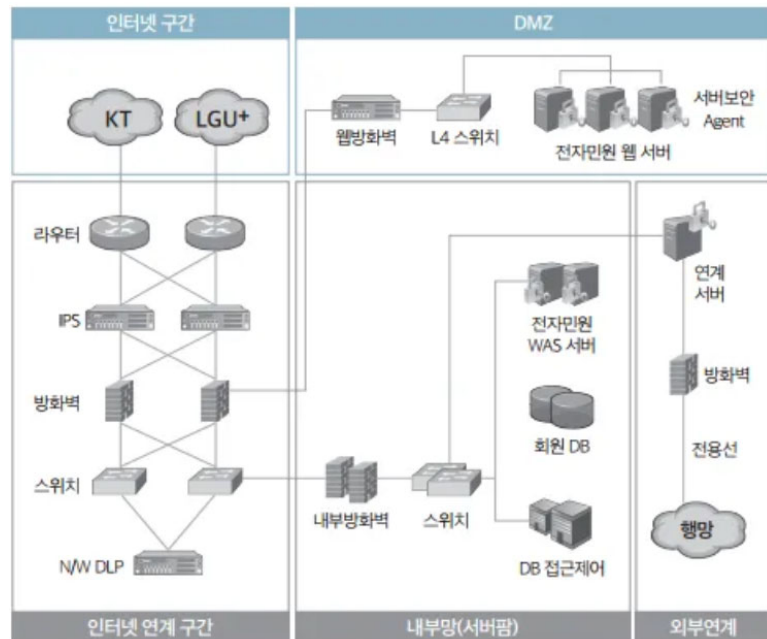 인터넷 구간
DMZ
KT
LGU+
웹방화벽
L4 스위치
전자민원 웹 서버
서버보안
Agent
라우터
IPS
방화벽
스위치
N/W DLP
인터넷 연계 구간
내부방화벽
스위치
전자민원
WAS 서버
회원 DB
DB 접근제어
내부망(서버팜)
연계
서버
방화벽
전용선
행망
외부연계